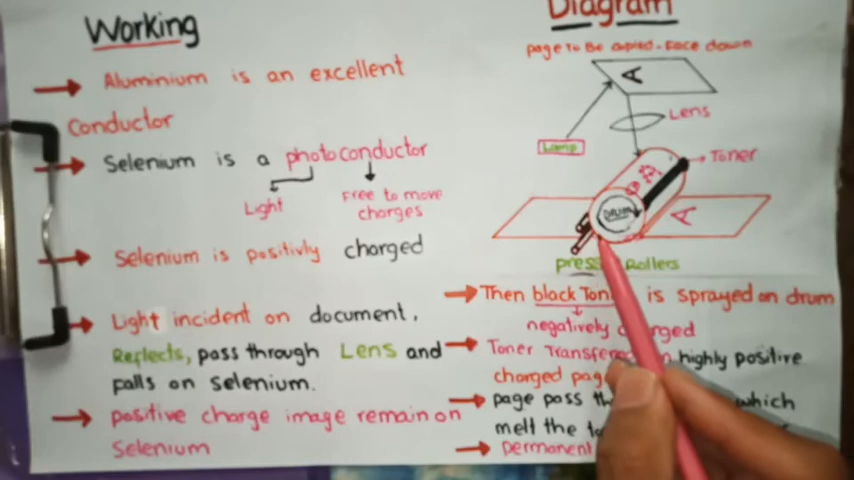 Working
→ Aluminium is an excellent
Conductor
→ Selenium is a photoconductor
Light
Free to move
charges
→ Selenium is positivly charged
→ Light incident on document,
Reflects, pass through Lens and
falls on selenium.
→ positive charge image remain on
Selenium
Diagram
page to Be copied - Face down
A
Lens
Lamp
Toner
DRUM
A
press Rollers
→ Then black Ton is sprayed on drum
negatively charged
→ Toner Transfere highly positive
charged pag
→ page pass th which
melt the
→ permanent